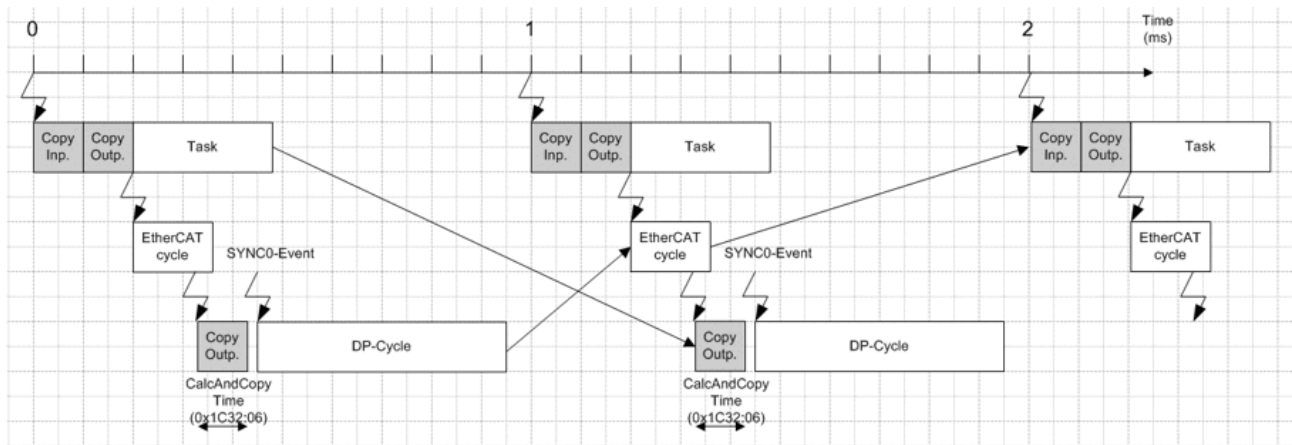 0
1
2
Time
(ms)
Copy
Inp.
Copy
Outp.
Task
Copy
Inp.
Copy
Outp.
Task
Copy
Inp.
Copy
Outp.
Task
EtherCAT
cycle
SYNC0-Event
EtherCAT
cycle
SYNC0-Event
EtherCAT
cycle
Copy
Outp.
DP-Cycle
Copy
Outp.
DP-Cycle
CalcAndCopy
Time
(0x1C32:06)
CalcAndCopy
Time
(0x1C32:06)